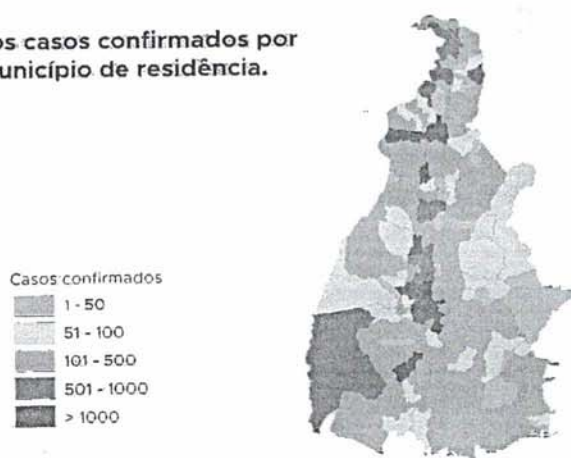 os casos confirmados por
unicípio de residência.
Casos confirmados
1 - 50
51 - 100
101 - 500
501 - 1000
> 1000